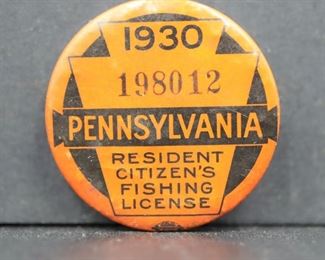 1930
198012
PENNSYLVANIA
RESIDENT
CITIZEN'S
FISHING
LICENSE